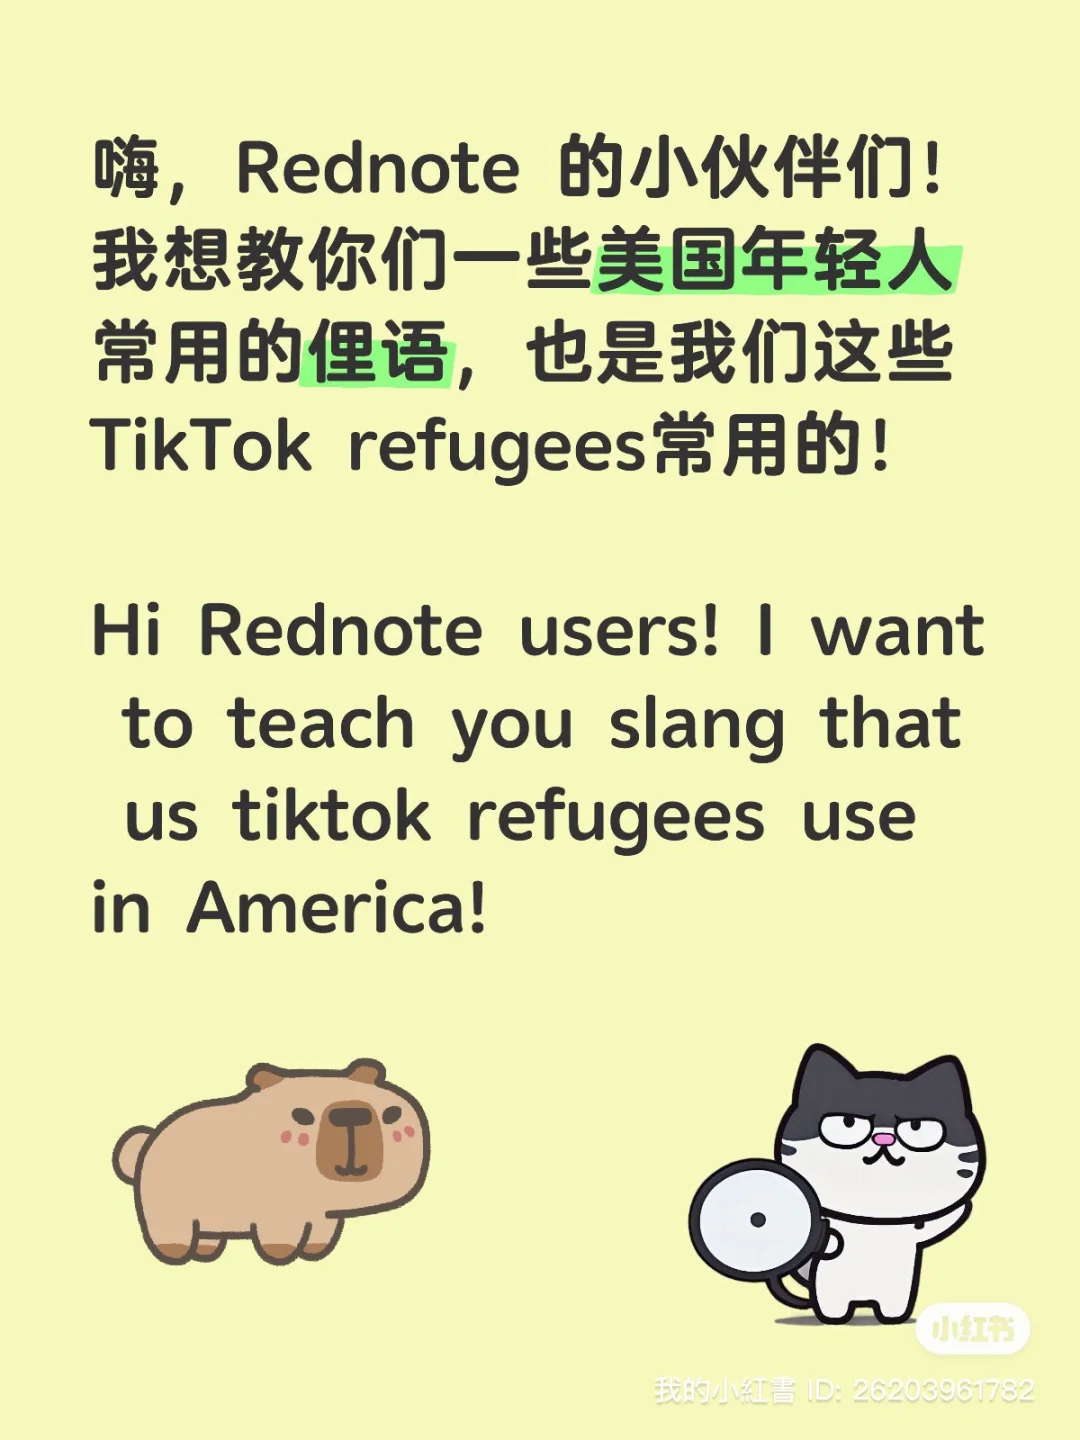 嗨，Rednote 的小伙伴们！
我想教你们一些美国年轻人
常用的俚语，也是我们这些
TikTok refugees常用的！
Hi Rednote users! I want
to teach you slang that
us tiktok refugees use
in America!
小红书
我的小紅書 ID: 26203961782